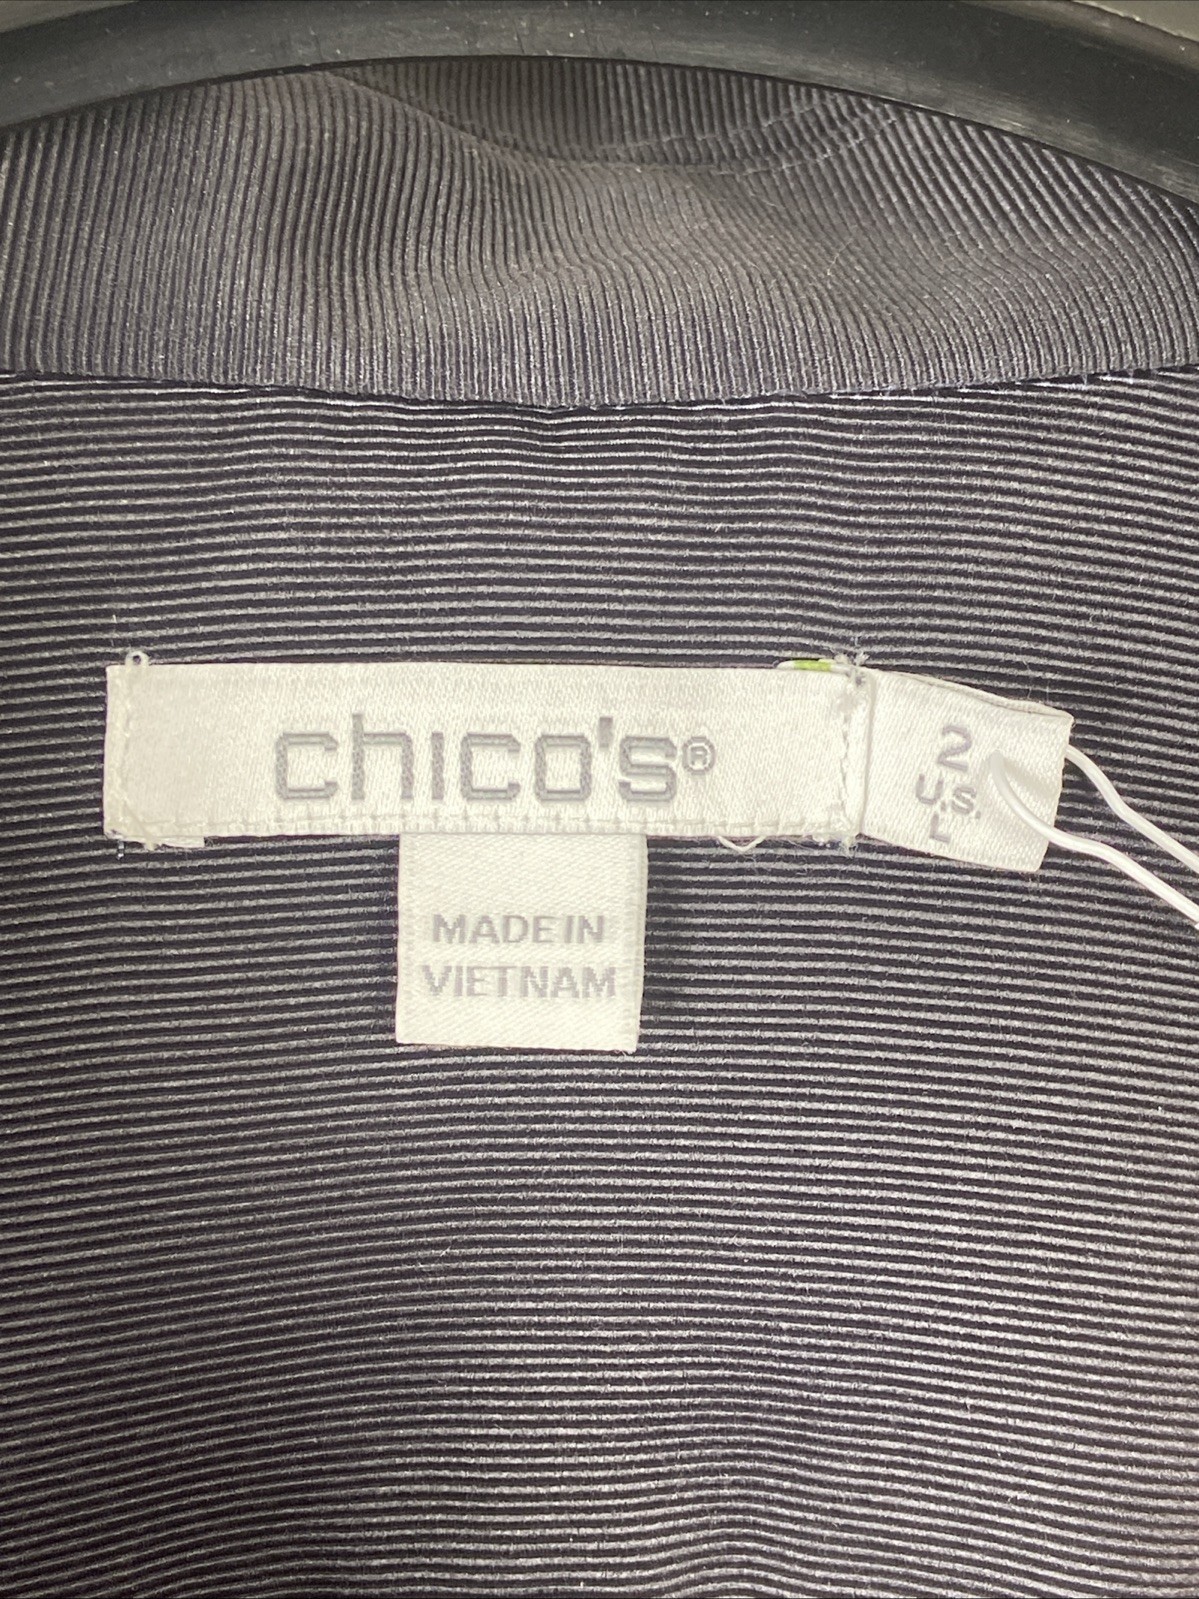 chico's®
2
U.S.
L
MADE IN
VIETNAM